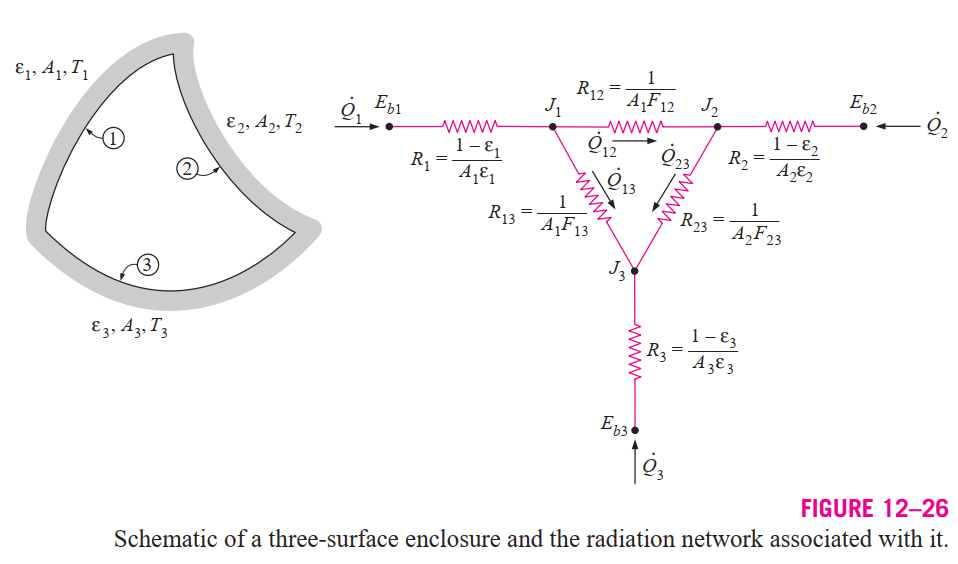 ε₁, A₁, T₁
ε₂, A₂, T₂
1
2
3
ε₃, A₃, T₃
Q̇₁
E_b1
R₁ = (1 − ε₁)/(A₁ε₁)
J₁
R₁₂ = 1/(A₁F₁₂)
J₂
Q̇₁₂
Q̇₁₃
Q̇₂₃
R₂ = (1 − ε₂)/(A₂ε₂)
E_b2
Q̇₂
R₁₃ = 1/(A₁F₁₃)
R₂₃ = 1/(A₂F₂₃)
J₃
R₃ = (1 − ε₃)/(A₃ε₃)
E_b3
Q̇₃
FIGURE 12–26
Schematic of a three-surface enclosure and the radiation network associated with it.